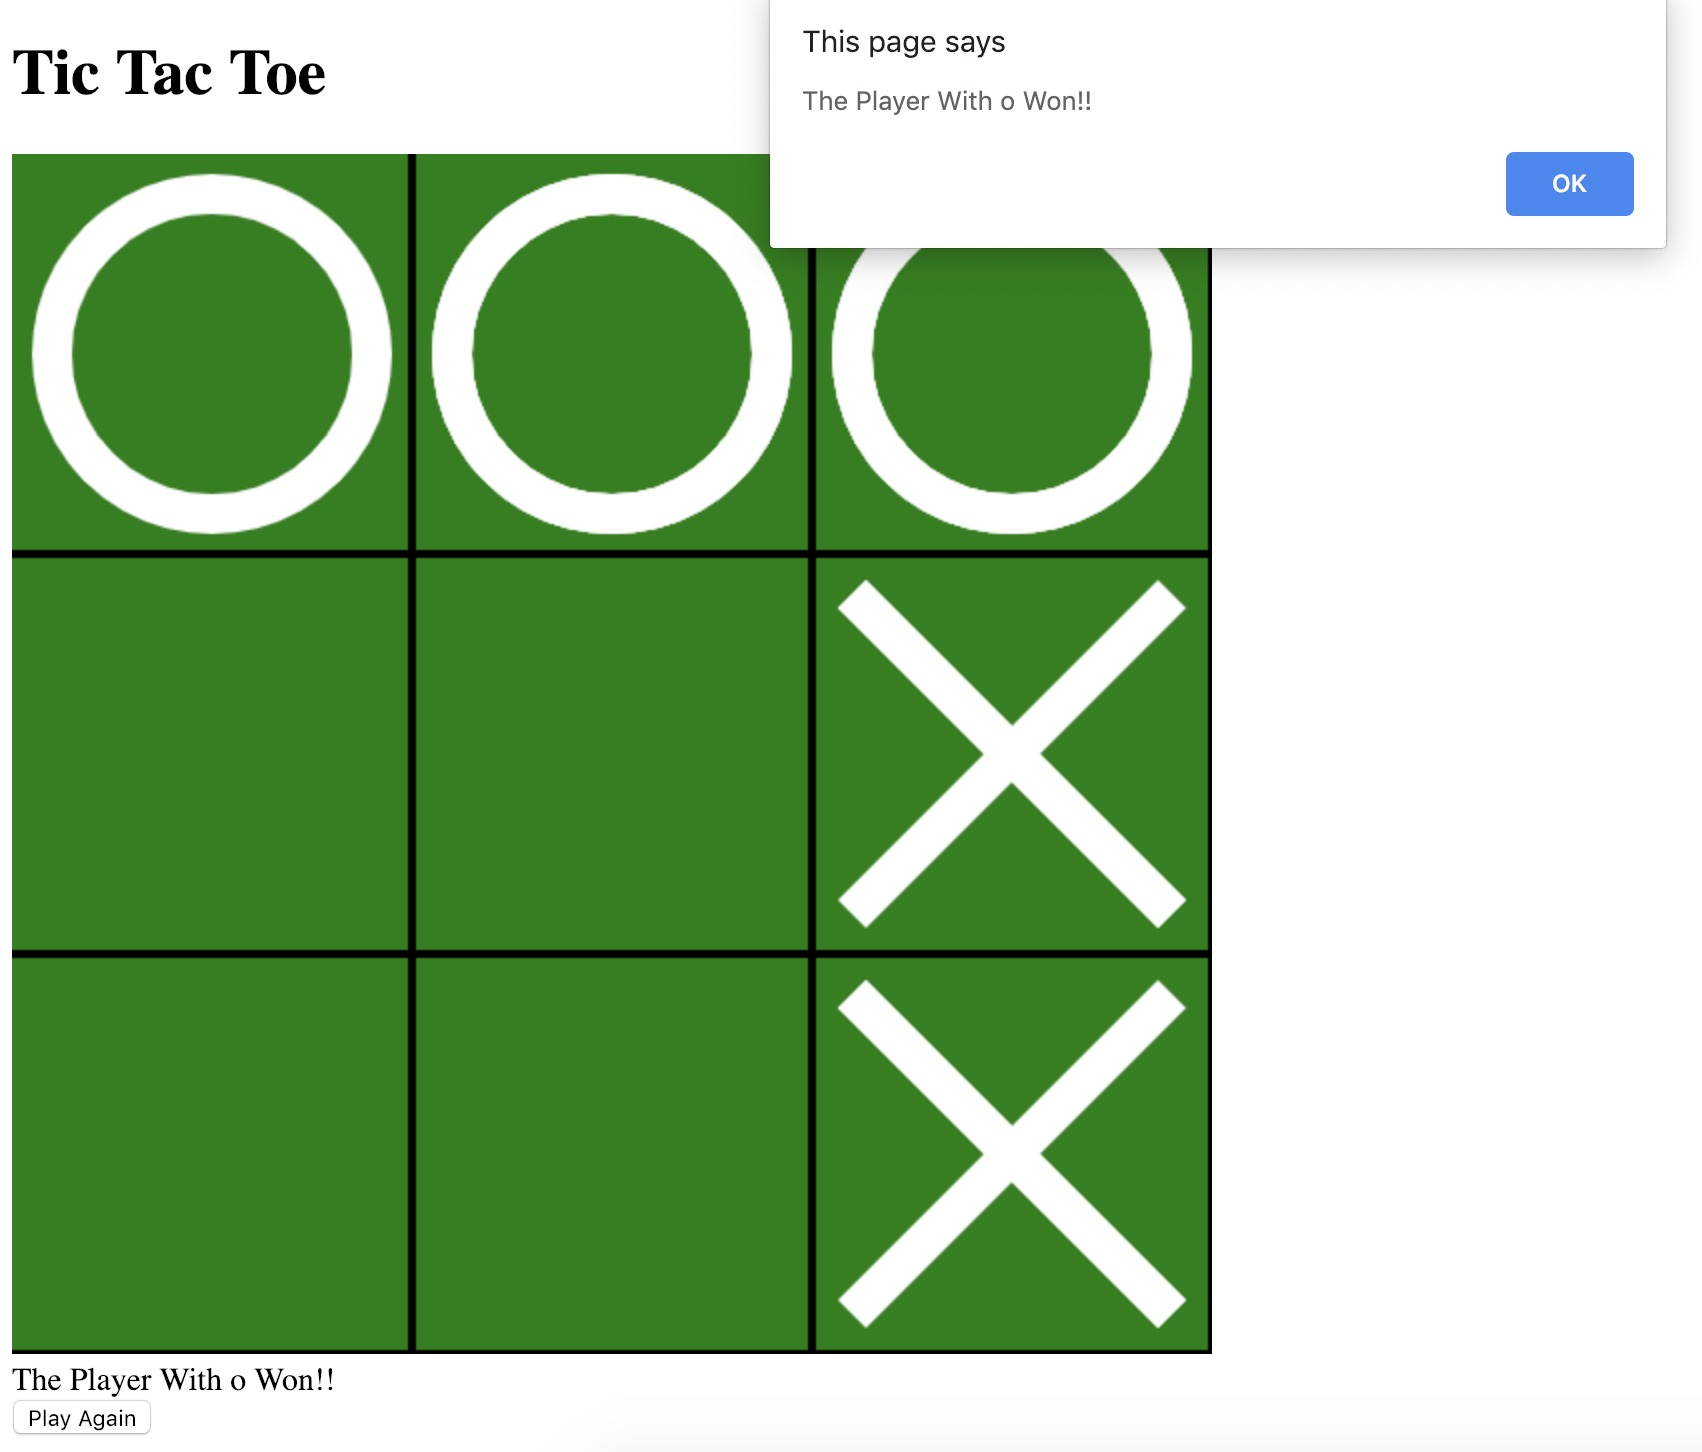 Tic Tac Toe
This page says
The Player With o Won!!
OK
The Player With o Won!!
Play Again